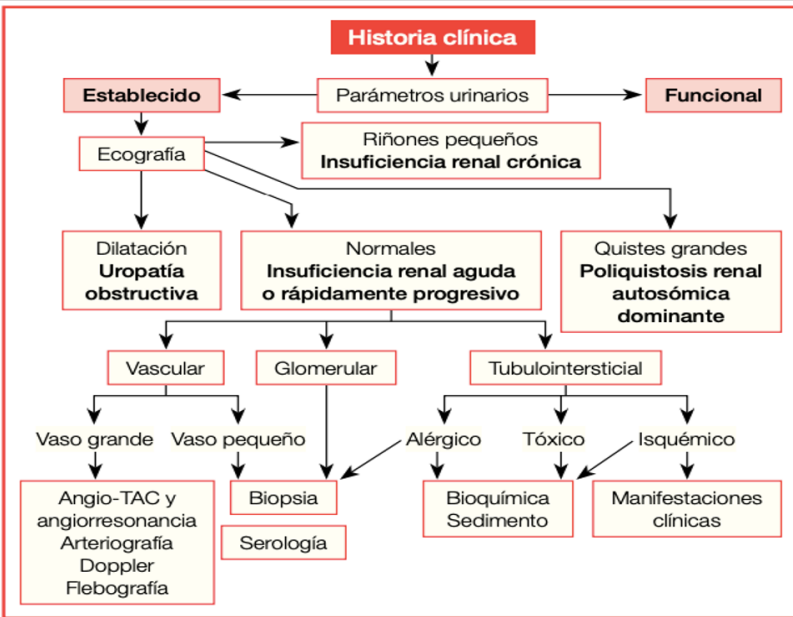 Historia clínica
Establecido
Parámetros urinarios
Funcional
Ecografía
Riñones pequeños
Insuficiencia renal crónica
Dilatación
Uropatía
obstructiva
Normales
Insuficiencia renal aguda
o rápidamente progresivo
Quistes grandes
Poliquistosis renal
autosómica
dominante
Vascular
Glomerular
Tubulointersticial
Vaso grande
Vaso pequeño
Alérgico
Tóxico
Isquémico
Angio-TAC y
angiorresonancia
Arteriografía
Doppler
Flebografía
Biopsia
Serología
Bioquímica
Sedimento
Manifestaciones
clínicas